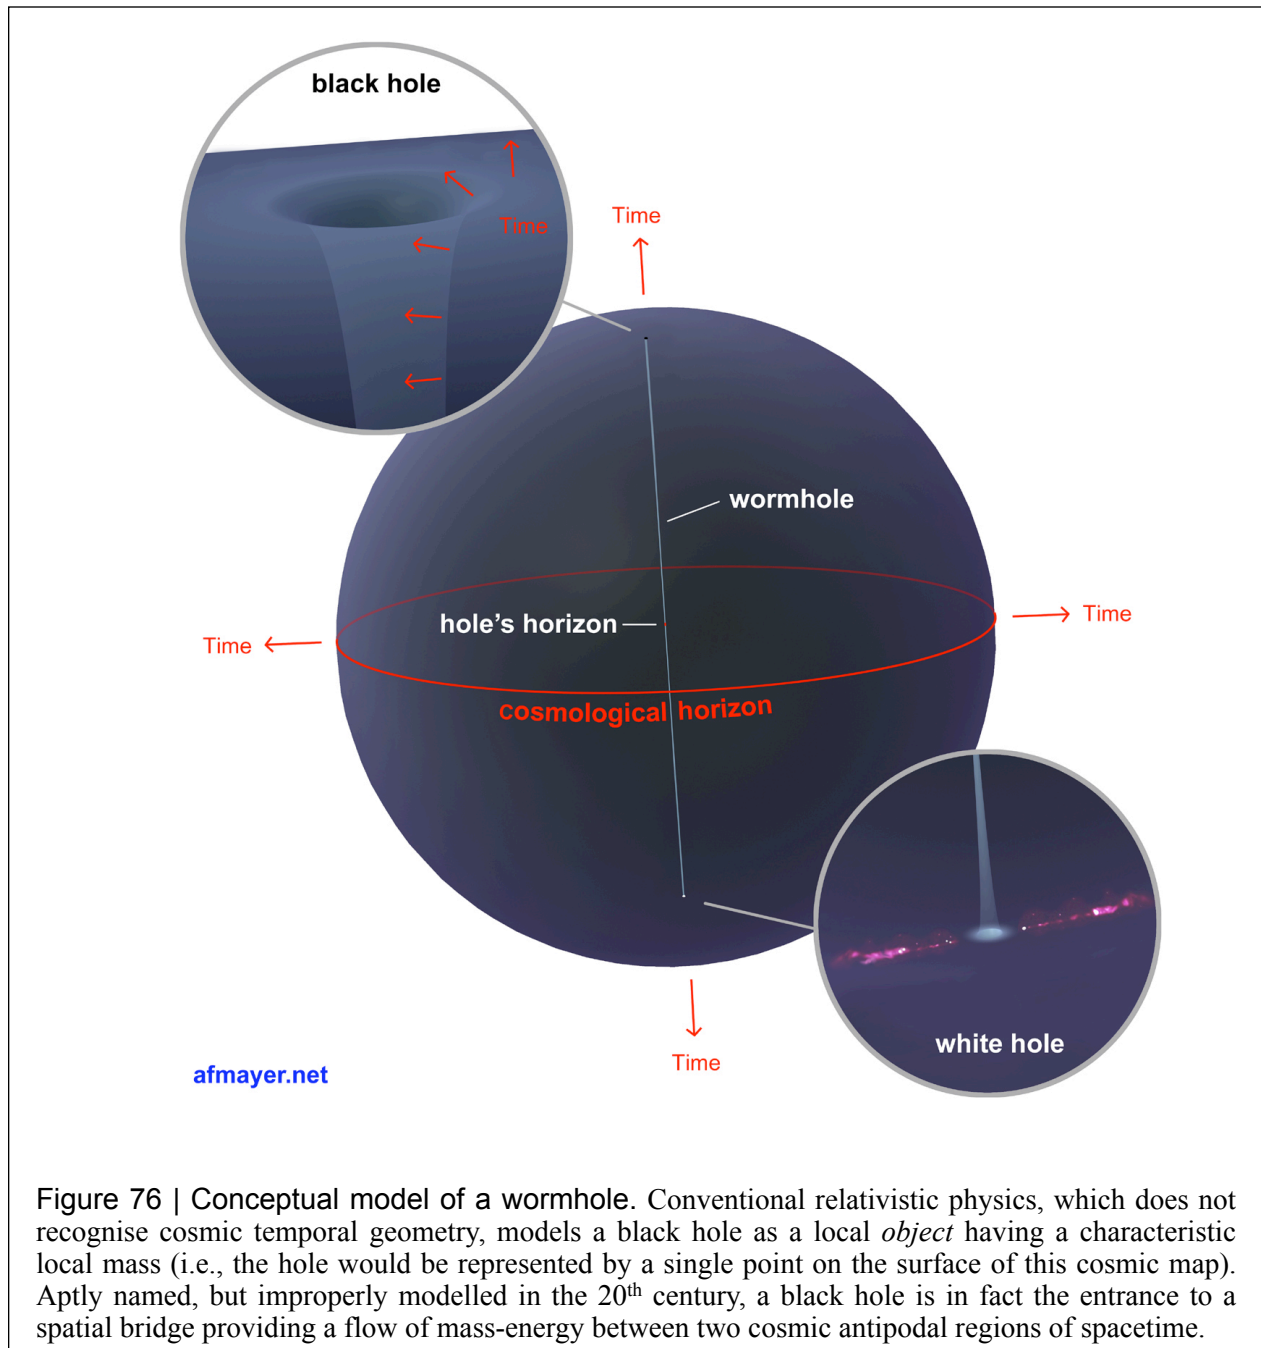 black hole
Time
Time
wormhole
hole's horizon
Time
Time
cosmological horizon
white hole
Time
afmayer.net
Figure 76 | Conceptual model of a wormhole. Conventional relativistic physics, which does not
recognise cosmic temporal geometry, models a black hole as a local object having a characteristic
local mass (i.e., the hole would be represented by a single point on the surface of this cosmic map).
Aptly named, but improperly modelled in the 20th century, a black hole is in fact the entrance to a
spatial bridge providing a flow of mass-energy between two cosmic antipodal regions of spacetime.